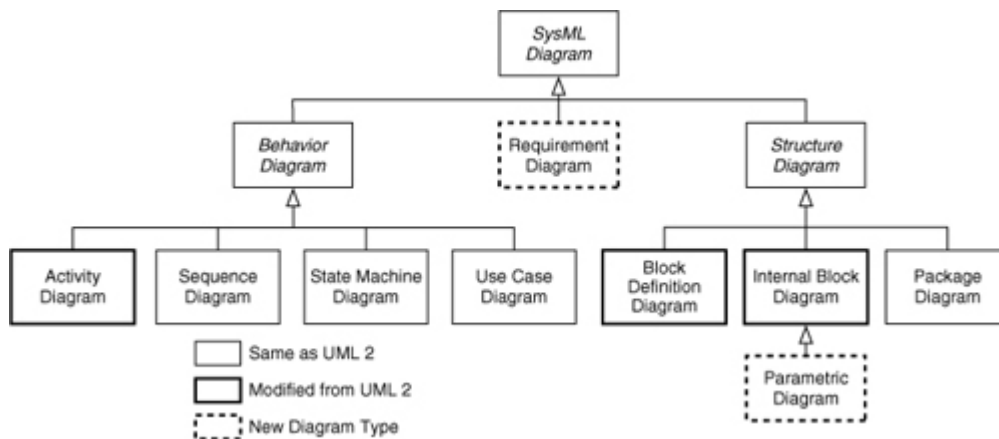 SysML
Diagram
Behavior
Diagram
Requirement
Diagram
Structure
Diagram
Activity
Diagram
Sequence
Diagram
State Machine
Diagram
Use Case
Diagram
Block
Definition
Diagram
Internal Block
Diagram
Package
Diagram
Parametric
Diagram
Same as UML 2
Modified from UML 2
New Diagram Type